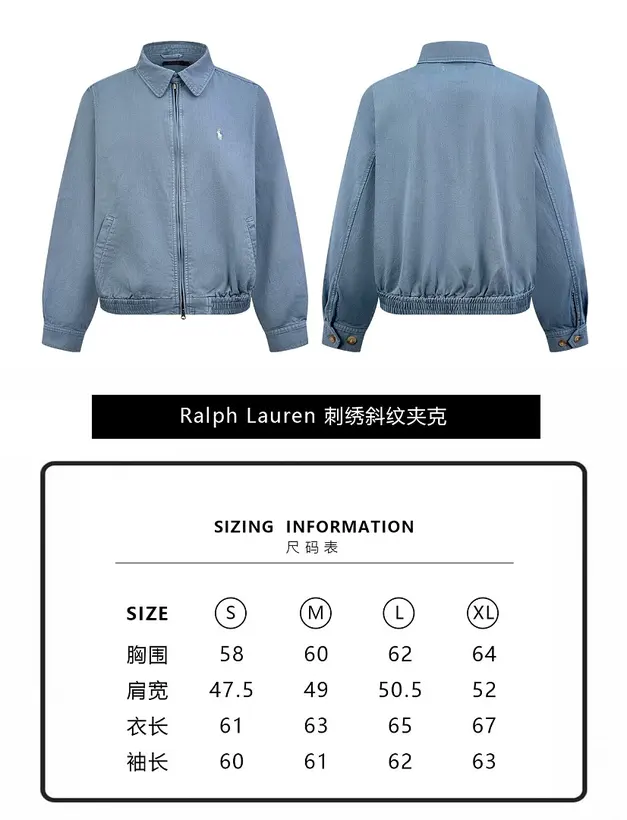 Ralph Lauren 刺绣斜纹夹克
SIZING INFORMATION
尺码表
SIZE S M L XL
胸围 58 60 62 64
肩宽 47.5 49 50.5 52
衣长 61 63 65 67
袖长 60 61 62 63